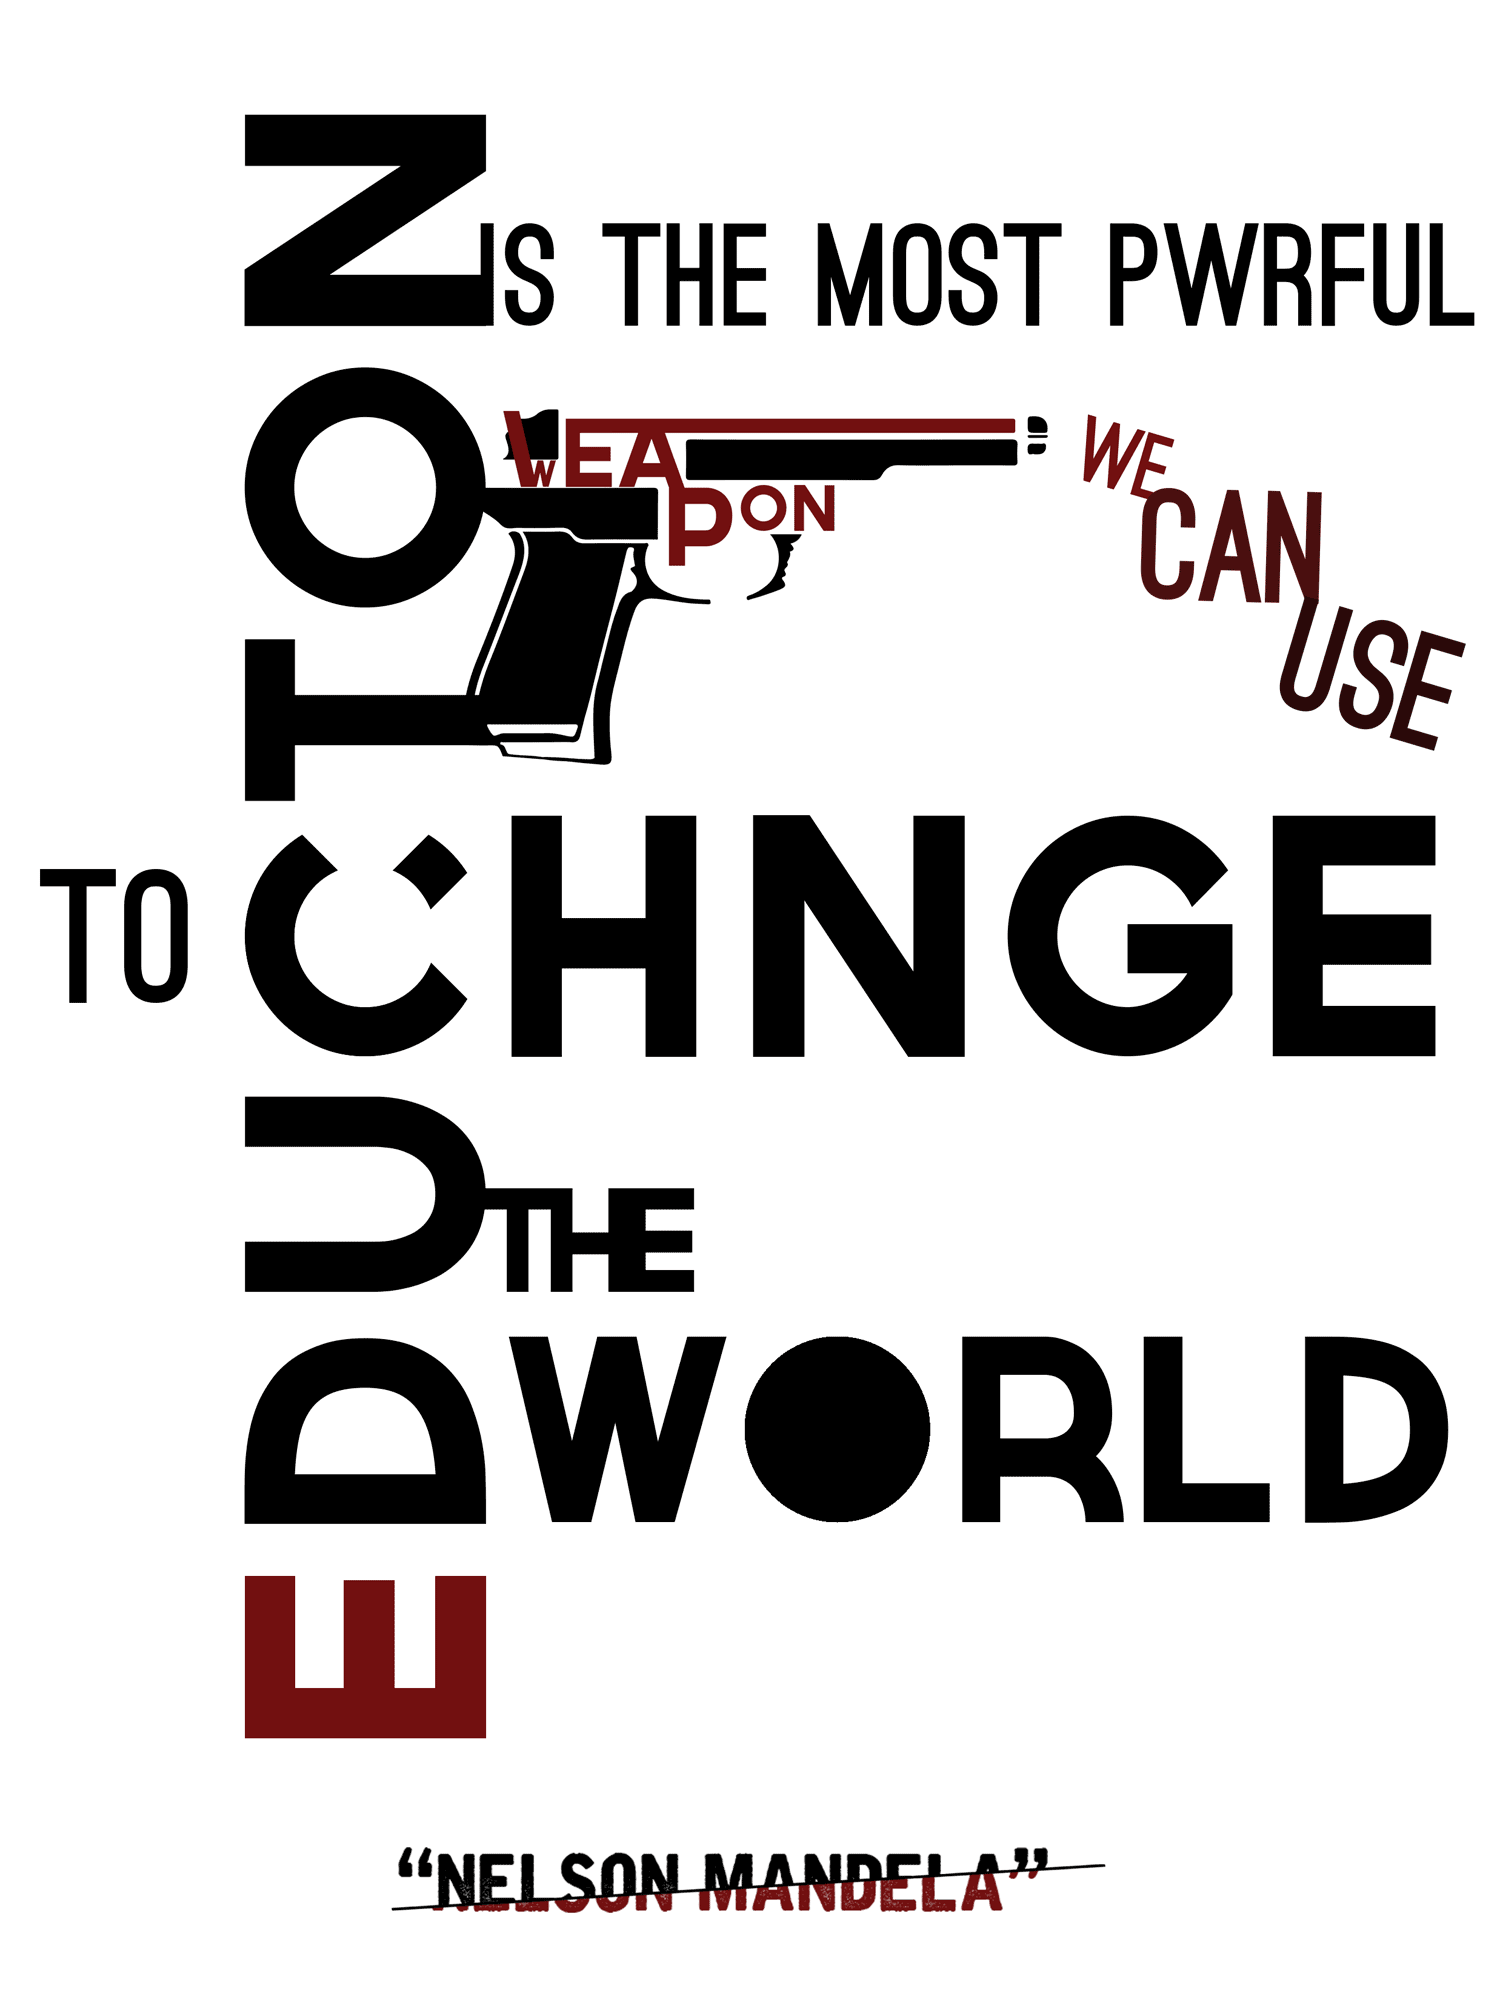 EDUCTON
IS THE MOST PWRFUL
WEAPON
WE
CAN
USE
TO CHNGE
THE
WORLD
“NELSON MANDELA”